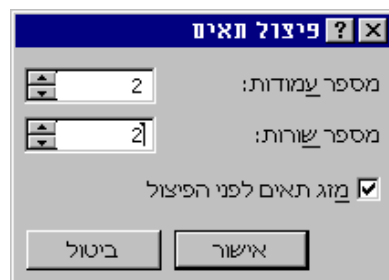 פיצול תאים
מספר עמודות: 2
מספר שורות: 2
מזג תאים לפני הפיצול
אישור ביטול